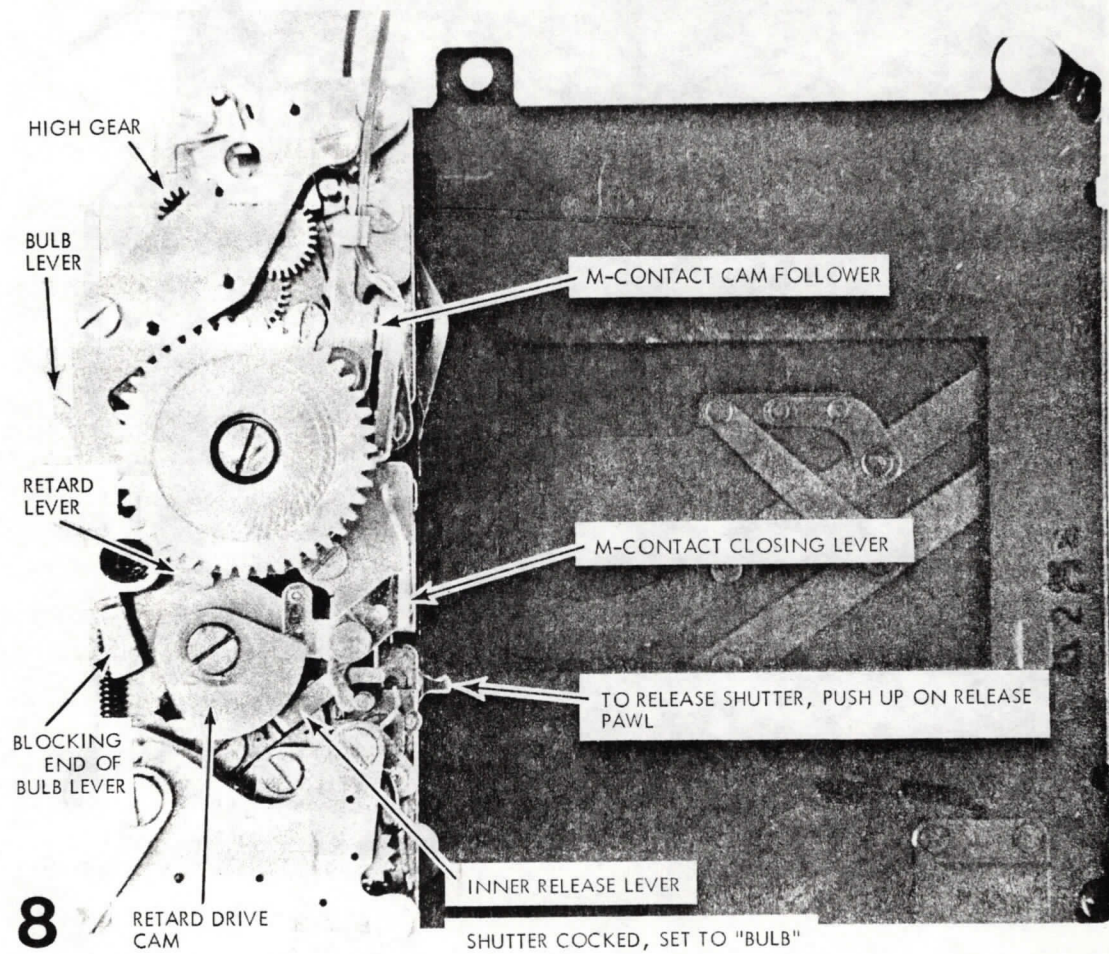 HIGH GEAR
BULB
LEVER
M-CONTACT CAM FOLLOWER
RETARD
LEVER
M-CONTACT CLOSING LEVER
TO RELEASE SHUTTER, PUSH UP ON RELEASE
PAWL
BLOCKING
END OF
BULB LEVER
INNER RELEASE LEVER
8
RETARD DRIVE
CAM
SHUTTER COCKED, SET TO "BULB"